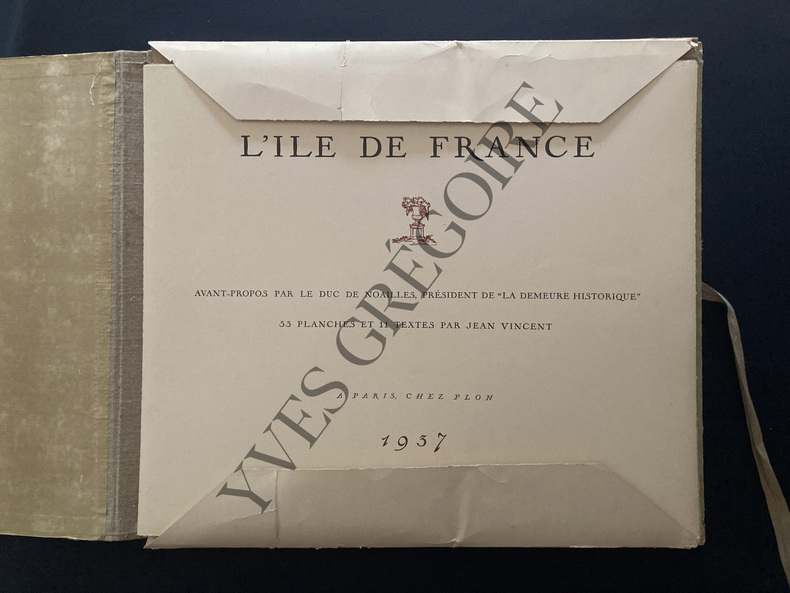 L'ILE DE FRANCE
AVANT-PROPOS PAR LE DUC DE NOAILLES, PRÉSIDENT DE "LA DEMEURE HISTORIQUE"
33 PLANCHES ET 11 TEXTES PAR JEAN VINCENT
A PARIS, CHEZ PLON
1937
YVES GRÉGOIRE